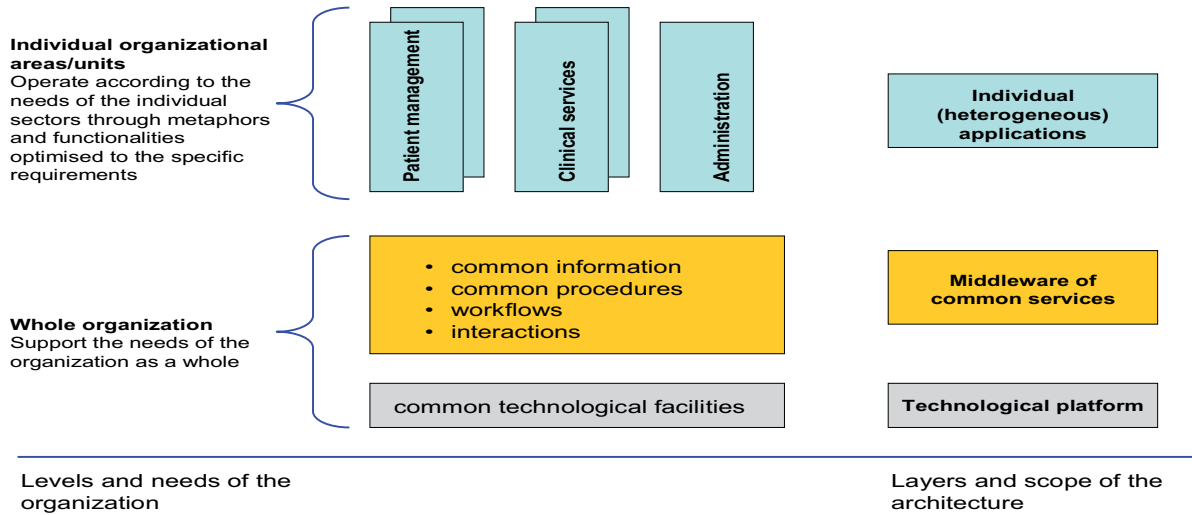 Individual organizational
areas/units
Operate according to the
needs of the individual
sectors through metaphors
and functionalities
optimised to the specific
requirements
Patient management
Clinical services
Administration
Individual
(heterogeneous)
applications
Whole organization
Support the needs of the
organization as a whole
• common information
• common procedures
• workflows
• interactions
Middleware of
common services
common technological facilities
Technological platform
Levels and needs of the
organization
Layers and scope of the
architecture